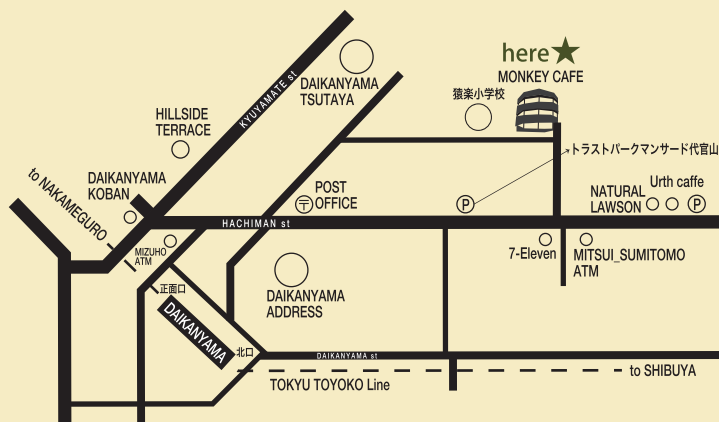 here★
MONKEY CAFE
猿楽小学校
DAIKANYAMA
TSUTAYA
KYUYAMATE st
HILLSIDE
TERRACE
トラストパークマンサード代官山
to NAKAMEGURO
DAIKANYAMA
KOBAN
〒 POST
OFFICE
P
NATURAL
LAWSON
Urth caffe
P
HACHIMAN st
MIZUHO
ATM
7-Eleven
MITSUI_SUMITOMO
ATM
正面口
DAIKANYAMA
ADDRESS
DAIKANYAMA
北口
DAIKANYAMA st
TOKYU TOYOKO Line
to SHIBUYA